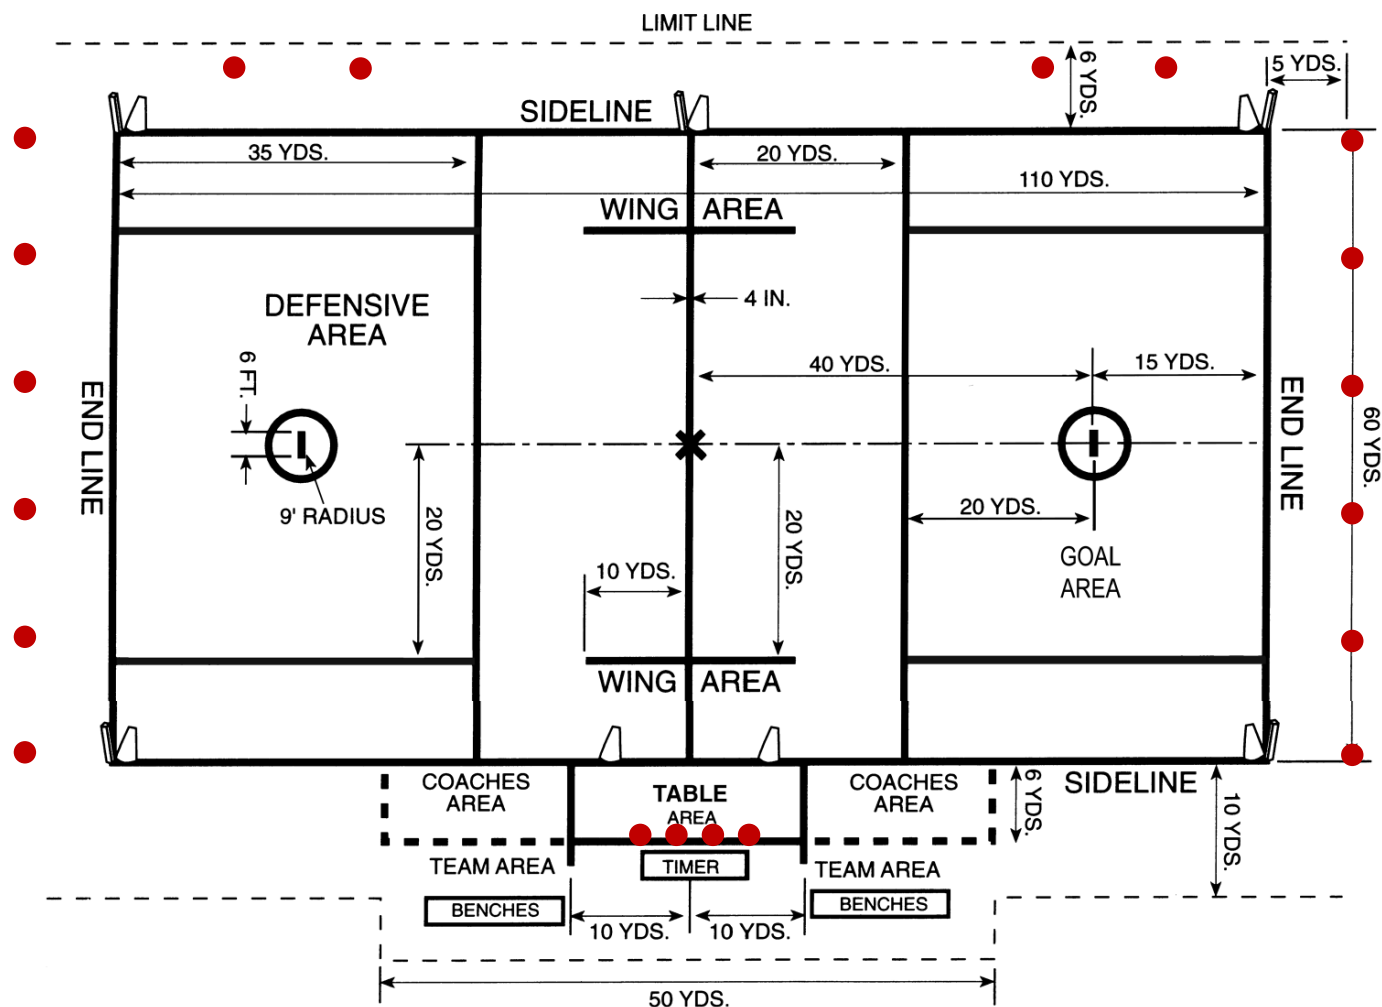 LIMIT LINE
6 YDS.
5 YDS.
SIDELINE
35 YDS.
20 YDS.
110 YDS.
WING AREA
4 IN.
DEFENSIVE
AREA
6 FT.
40 YDS.
15 YDS.
END LINE
END LINE
60 YDS.
9' RADIUS
20 YDS.
20 YDS.
20 YDS.
GOAL
AREA
10 YDS.
WING AREA
COACHES
AREA
TABLE
AREA
COACHES
AREA
6 YDS.
SIDELINE
10 YDS.
TEAM AREA
TIMER
TEAM AREA
BENCHES
BENCHES
10 YDS.
10 YDS.
50 YDS.